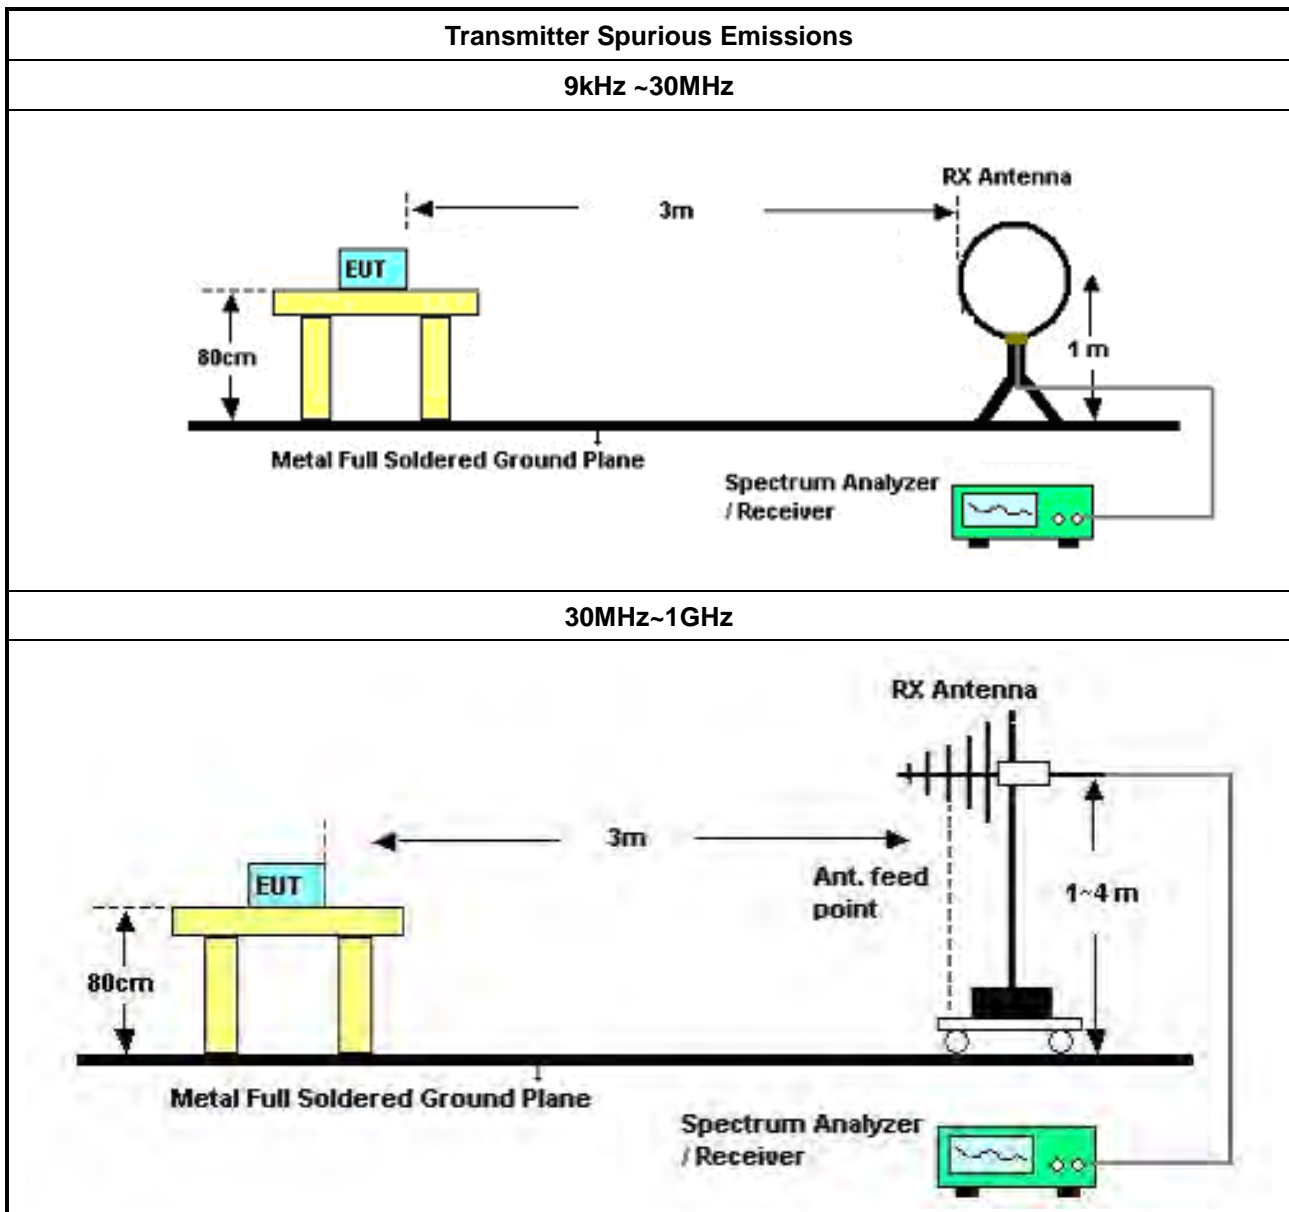 Transmitter Spurious Emissions
9kHz ~30MHz
RX Antenna
3m
EUT
80cm
1 m
Metal Full Soldered Ground Plane
Spectrum Analyzer
/ Receiver
30MHz~1GHz
RX Antenna
3m
EUT
Ant. feed
point
1~4 m
80cm
Metal Full Soldered Ground Plane
Spectrum Analyzer
/ Receiver